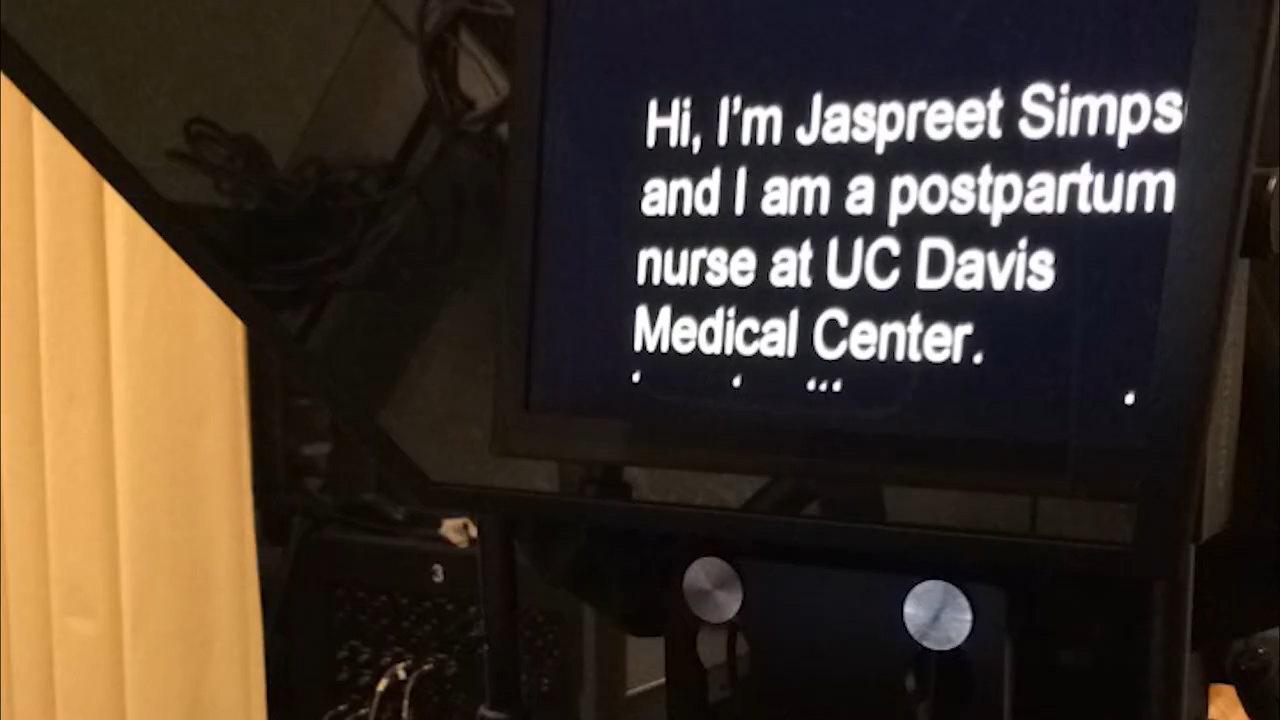 Hi, I'm Jaspreet Simps
and I am a postpartum
nurse at UC Davis
Medical Center.
3